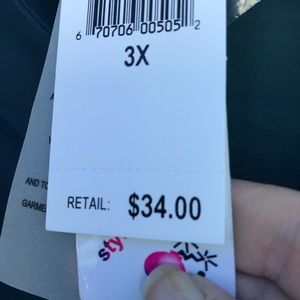 6 70706 00505 2
3X
AND TO
GARME
RETAIL: $34.00
sty